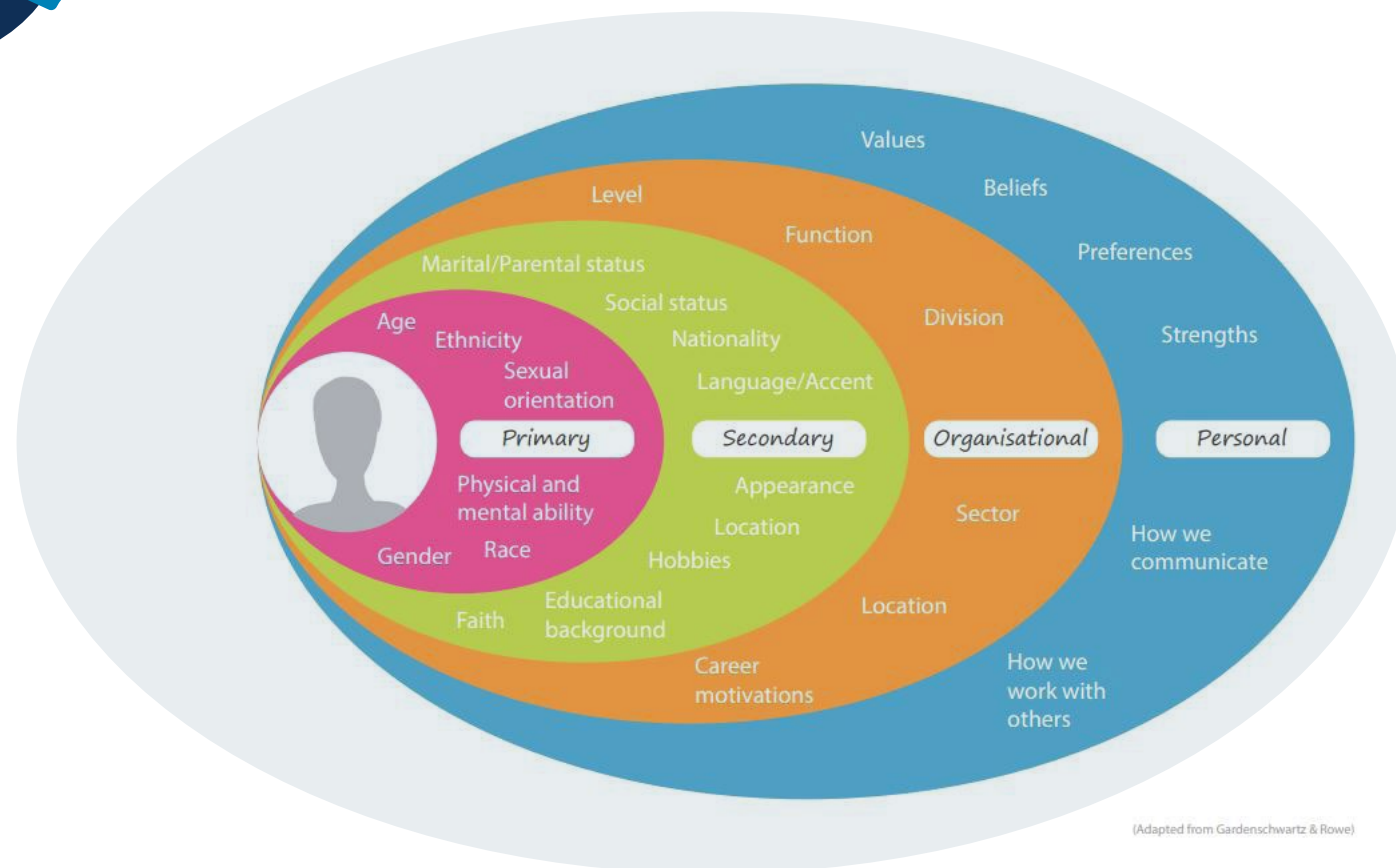 Values
Beliefs
Preferences
Strengths
Personal
How we
communicate
How we
work with
others
Level
Function
Division
Organisational
Sector
Location
Career
motivations
Marital/Parental status
Social status
Nationality
Language/Accent
Secondary
Appearance
Location
Hobbies
Educational
background
Faith
Age
Ethnicity
Sexual
orientation
Primary
Physical and
mental ability
Race
Gender
(Adapted from Gardenschwartz & Rowe)